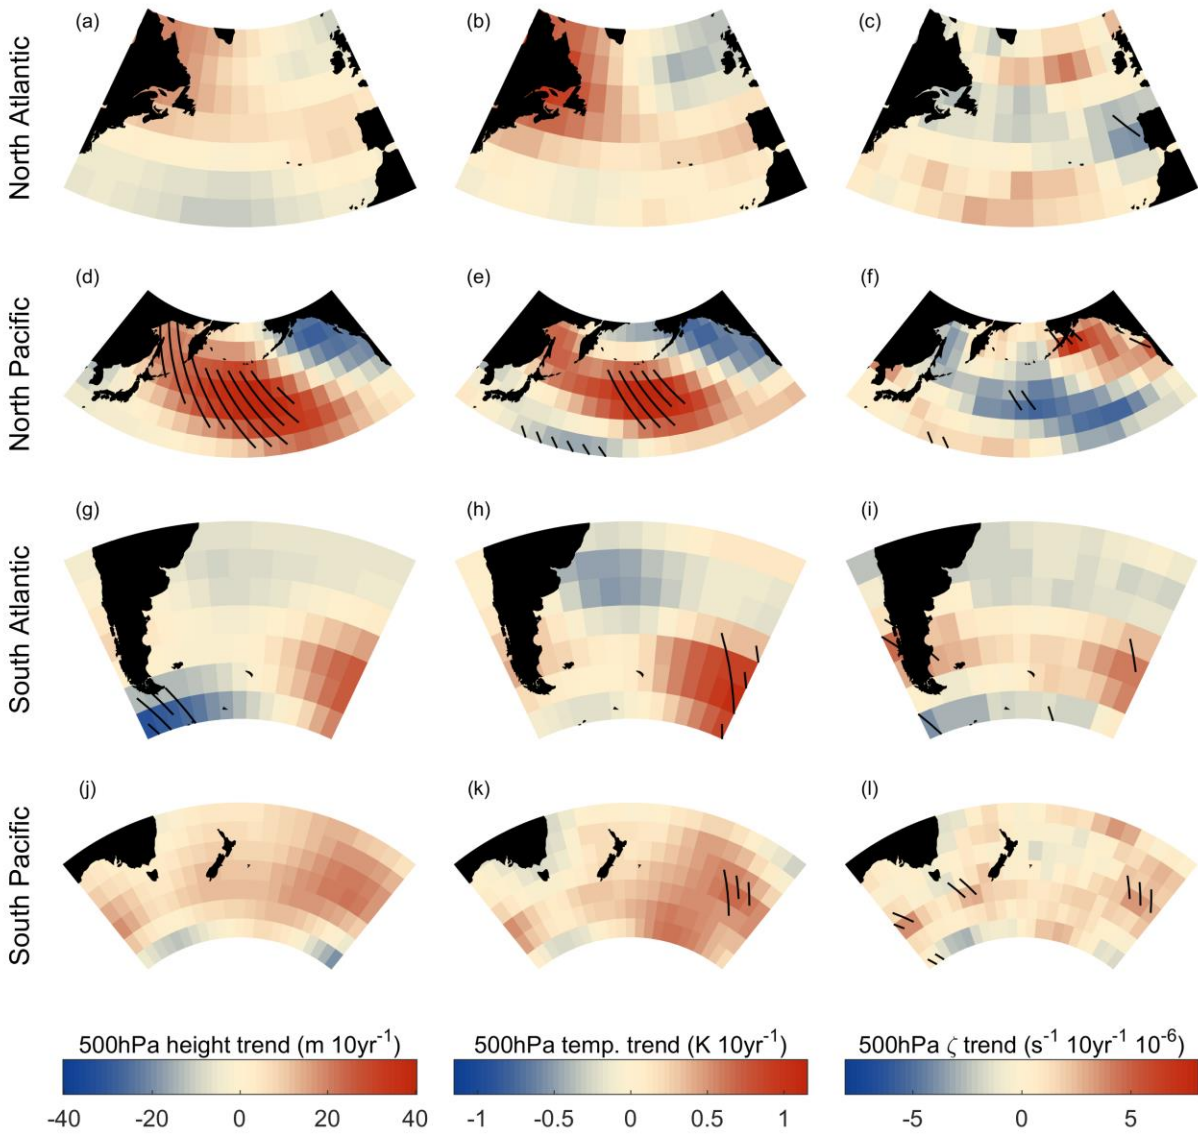 North Atlantic
(a)
(b)
(c)
North Pacific
(d)
(e)
(f)
South Atlantic
(g)
(h)
(i)
South Pacific
(j)
(k)
(l)
500hPa height trend (m 10yr⁻¹)
-40 -20 0 20 40
500hPa temp. trend (K 10yr⁻¹)
-1 -0.5 0 0.5 1
500hPa ζ trend (s⁻¹ 10yr⁻¹ 10⁻⁶)
-5 0 5